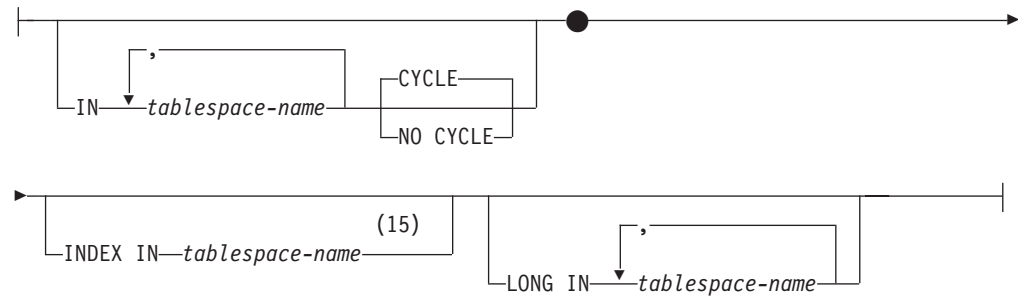 ,
CYCLE
IN tablespace-name
NO CYCLE
(15)
,
INDEX IN tablespace-name
LONG IN tablespace-name